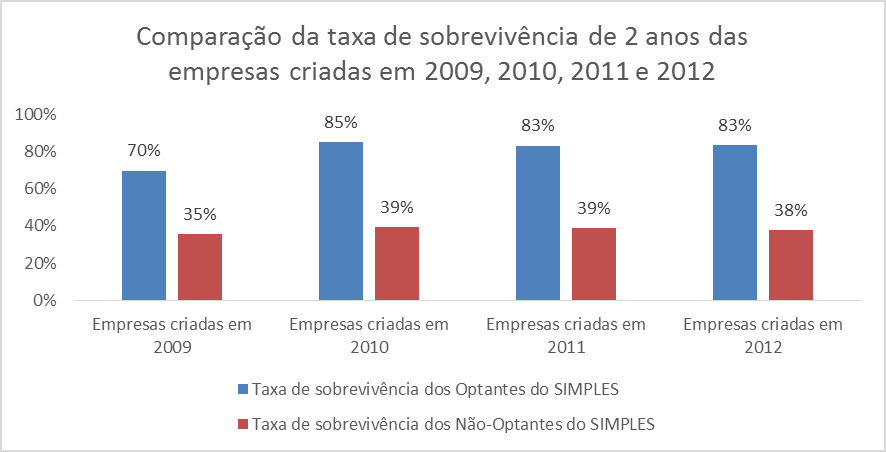 Comparação da taxa de sobrevivência de 2 anos das
empresas criadas em 2009, 2010, 2011 e 2012
100%
80%
60%
40%
20%
0%
70%
35%
85%
39%
83%
39%
83%
38%
Empresas criadas em
2009
Empresas criadas em
2010
Empresas criadas em
2011
Empresas criadas em
2012
Taxa de sobrevivência dos Optantes do SIMPLES
Taxa de sobrevivência dos Não-Optantes do SIMPLES